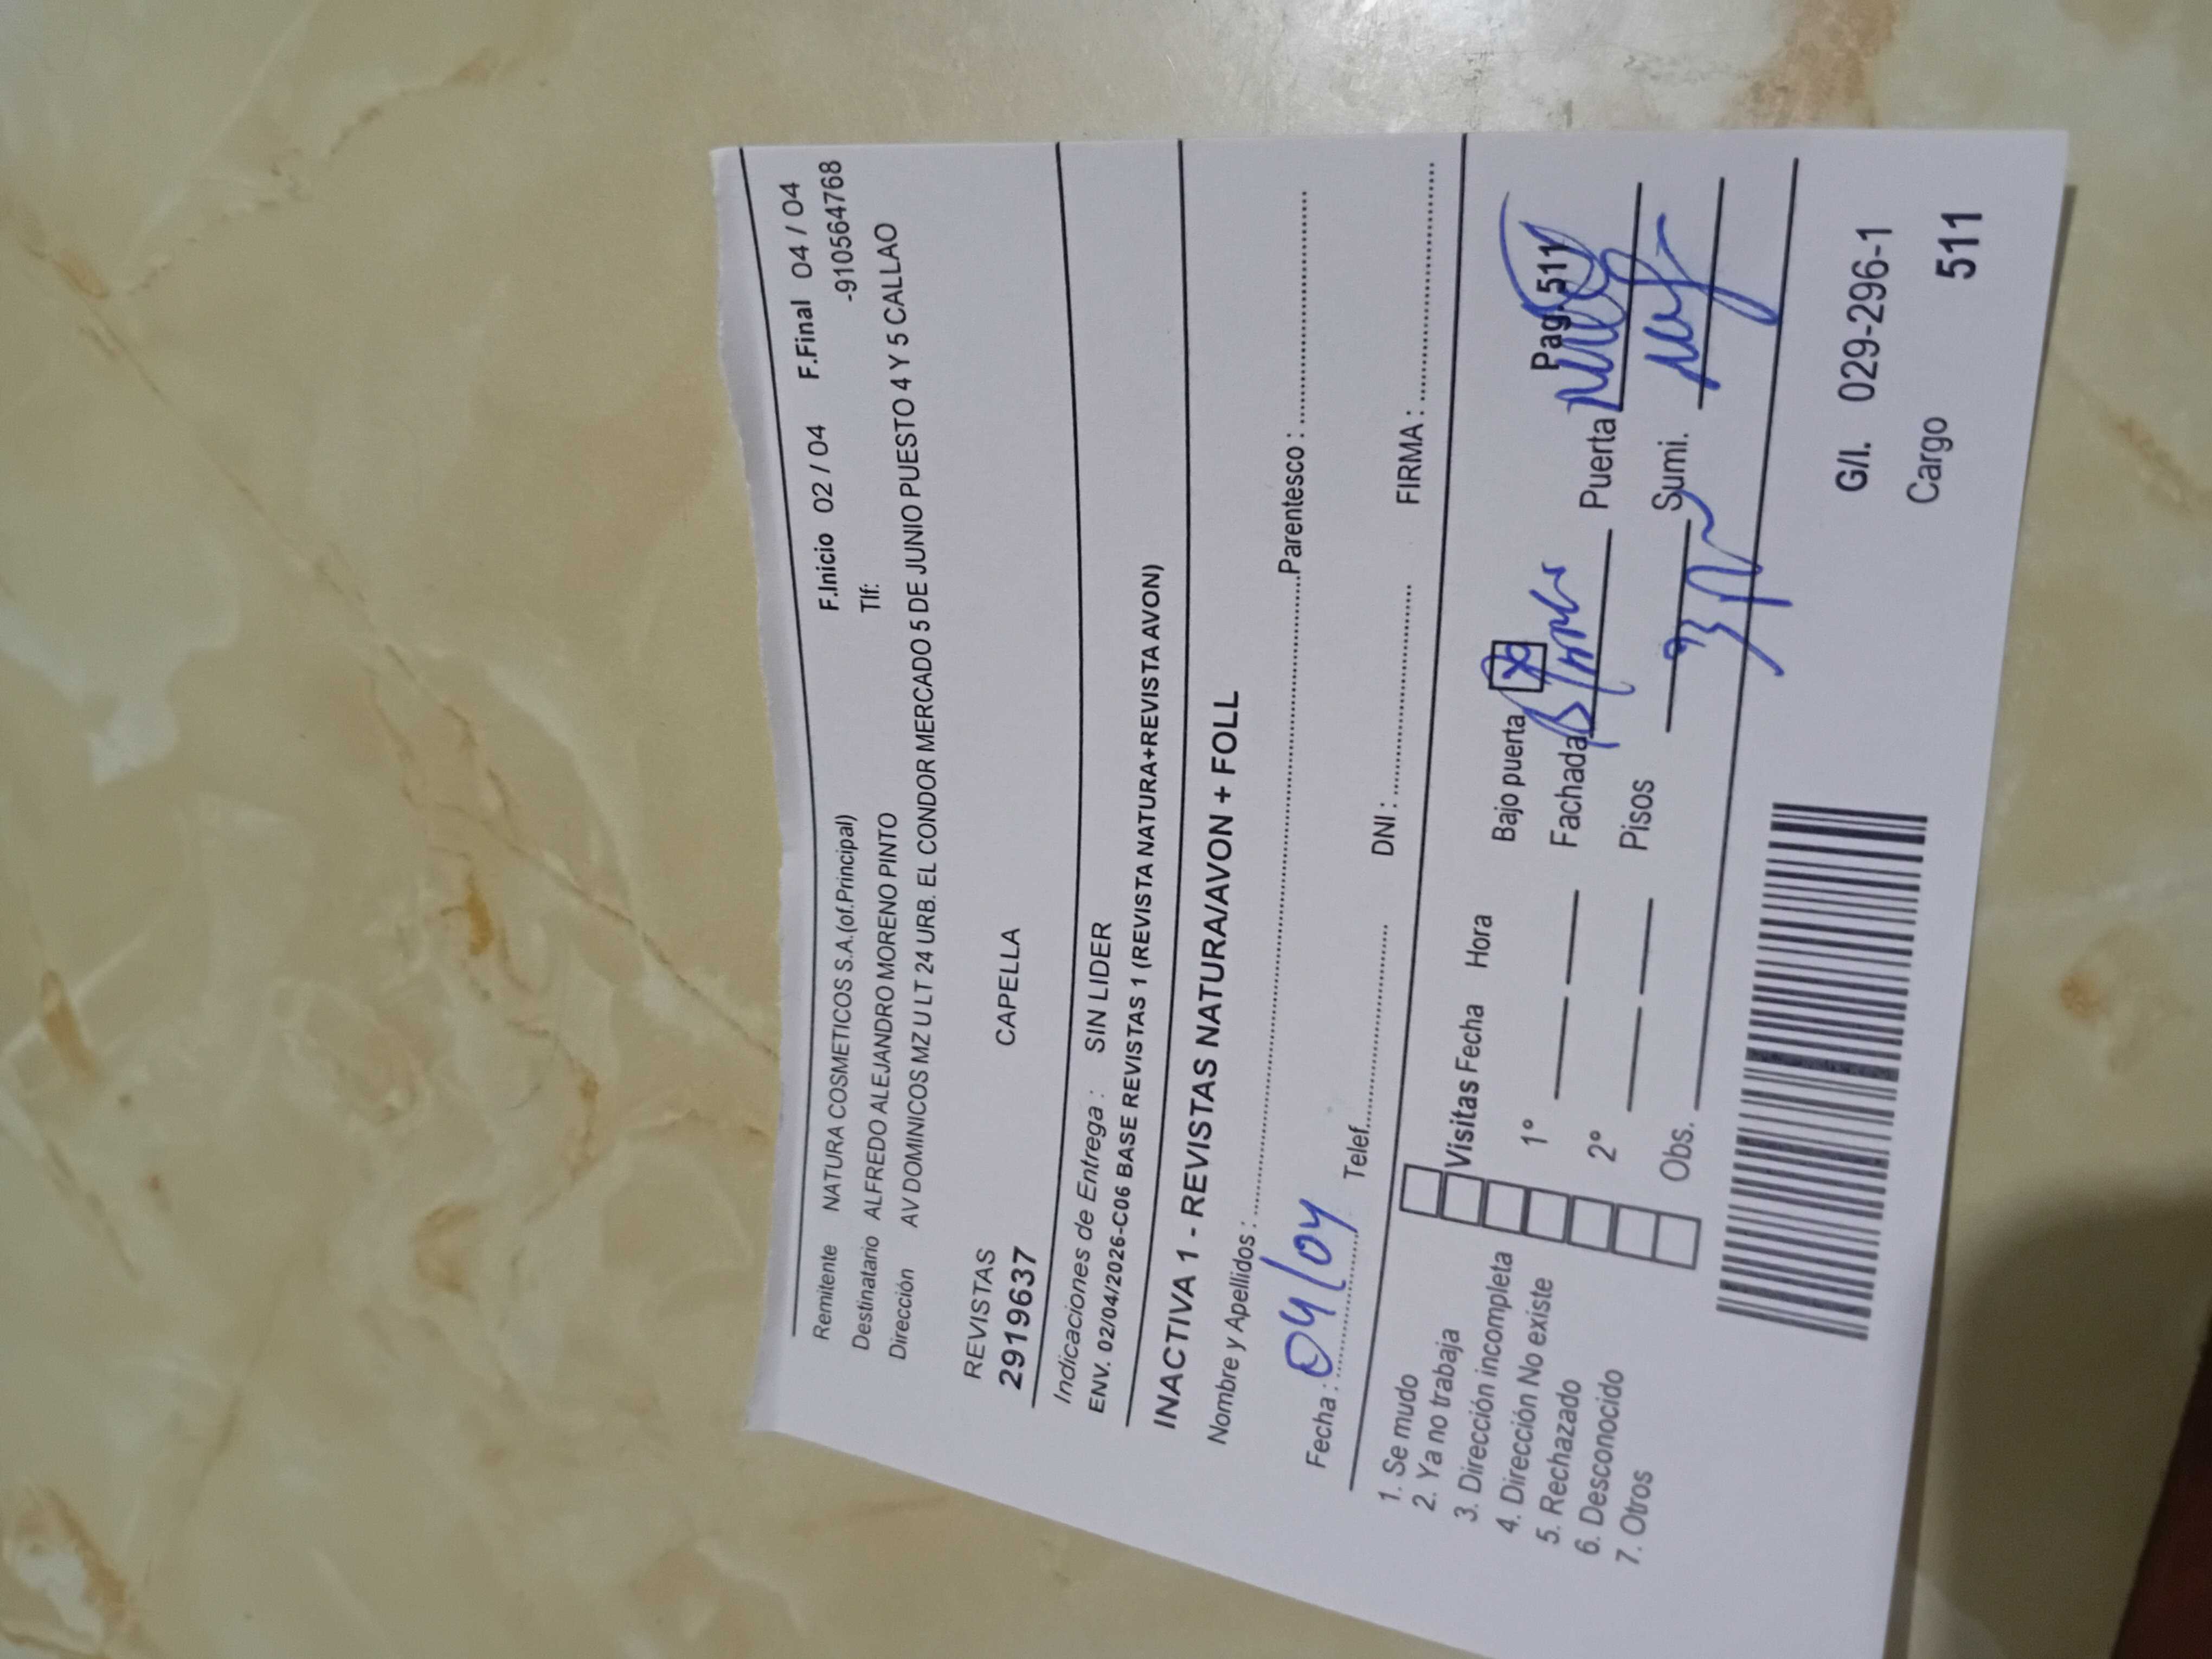 F.Inicio 02 / 04 F.Final 04 / 04
Remitente NATURA COSMETICOS S.A.(of.Principal) -9105564768
Destinatario ALFREDO ALEJANDRO MORENO PINTO Tlf:
Dirección AV DOMINICOS MZ U LT 24 URB. EL CONDOR MERCADO 5 DE JUNIO PUESTO 4 Y 5 CALLAO
REVISTAS CAPELLA
2919637
Indicaciones de Entrega : SIN LIDER
ENV. 02/04/2026-C06 BASE REVISTAS 1 (REVISTA NATURA+REVISTA AVON)
INACTIVA 1 - REVISTAS NATURA/AVON + FOLL
Nombre y Apellidos : Parentesco :
Fecha : 04/04 Telef. DNI : FIRMA :
1. Se mudo
2. Ya no trabaja
3. Dirección incompleta
4. Dirección No existe
5. Rechazado
6. Desconocido
7. Otros
Visitas Fecha Hora Bajo puerta X Pag. 511
1° Fachada Puerta
2° Pisos Sumi.
Obs.
G/I. 029-296-1
Cargo 511